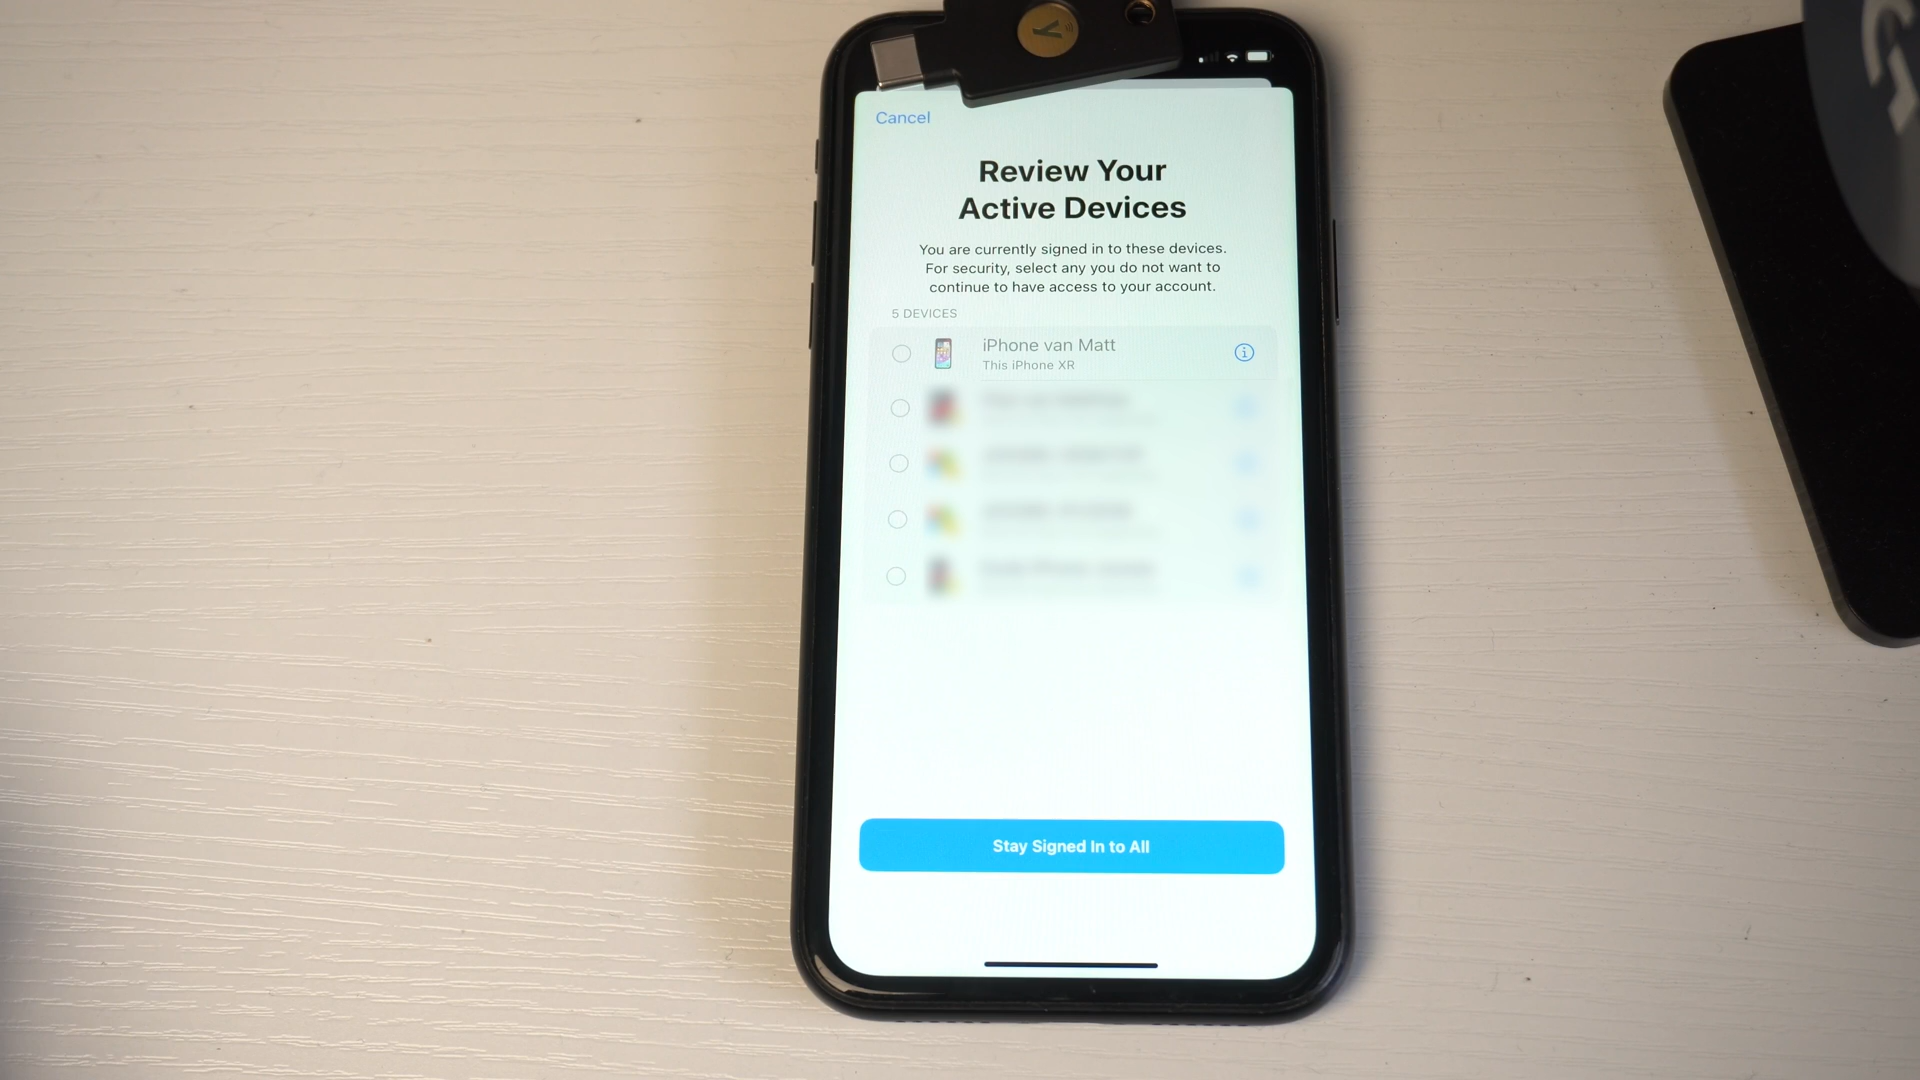 Cancel
Review Your
Active Devices
You are currently signed in to these devices.
For security, select any you do not want to
continue to have access to your account.
5 DEVICES
iPhone van Matt
This iPhone XR
Stay Signed In to All